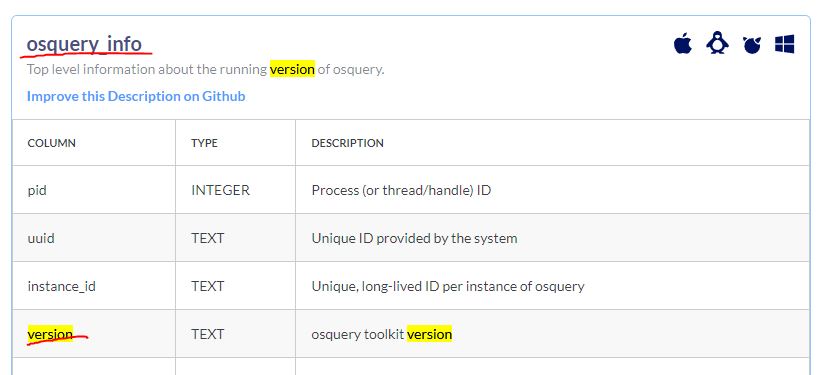 osquery_info
Top level information about the running version of osquery.
Improve this Description on Github
COLUMN TYPE DESCRIPTION
pid INTEGER Process (or thread/handle) ID
uuid TEXT Unique ID provided by the system
instance_id TEXT Unique, long-lived ID per instance of osquery
version TEXT osquery toolkit version